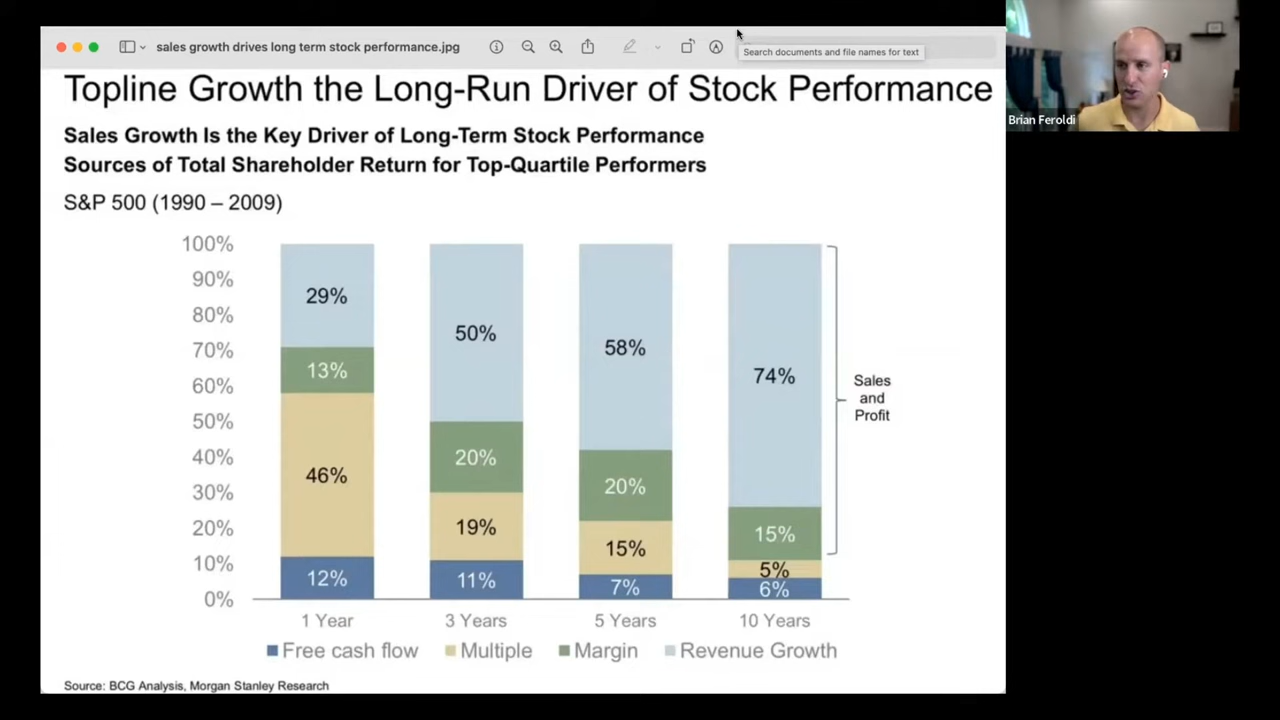 sales growth drives long term stock performance.jpg
Search documents and file names for text
Brian Feroldi
Topline Growth the Long-Run Driver of Stock Performance
Sales Growth Is the Key Driver of Long-Term Stock Performance
Sources of Total Shareholder Return for Top-Quartile Performers
S&P 500 (1990 – 2009)
100%
90%
80%
70%
60%
50%
40%
30%
20%
10%
0%
29%
13%
46%
12%
50%
20%
19%
11%
58%
20%
15%
7%
74%
15%
5%
6%
Sales
and
Profit
1 Year 3 Years 5 Years 10 Years
Free cash flow Multiple Margin Revenue Growth
Source: BCG Analysis, Morgan Stanley Research